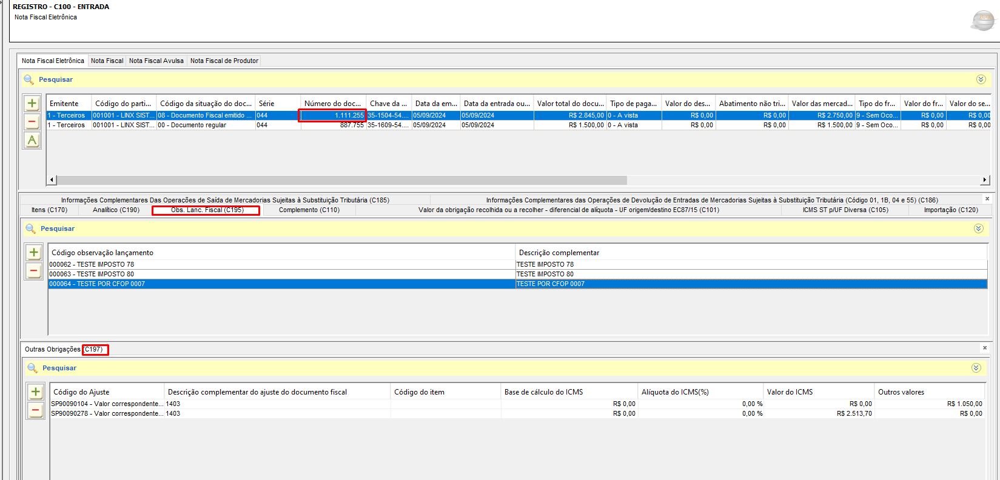 REGISTRO - C100 - ENTRADA
Nota Fiscal Eletrônica
Nota Fiscal Eletrônica Nota Fiscal Nota Fiscal Avulsa Nota Fiscal de Produtor
Pesquisar
Emitente Código do parti... Código da situação do doc... Série Número do doc... Chave da ... Data da em... Data da entrada ou... Valor total do docu... Tipo de paga... Valor do des... Abatimento não tri... Valor das mercad... Tipo do fr... Valor do fr... Valor do se...
1 - Terceiros 001001 - LINX SIST... 08 - Documento Fiscal emitido ... 044 1.111.255 35-1504-54.... 05/09/2024 05/09/2024 R$ 2.845,00 0 - A vista R$ 0,00 R$ 0,00 R$ 2.750,00 9 - Sem Oco... R$ 0,00 R$ 0,00
1 - Terceiros 001001 - LINX SIST... 00 - Documento regular 044 887.755 35-1609-54.... 05/09/2024 05/09/2024 R$ 1.500,00 0 - A vista R$ 0,00 R$ 0,00 R$ 1.500,00 9 - Sem Oco... R$ 0,00 R$ 0,00
Informações Complementares Das Operações de Saída de Mercadorias Sujeitas à Substituição Tributária (C185) Informações Complementares das Operações de Devolução de Entradas de Mercadorias Sujeitas à Substituição Tributária (Código 01, 1B, 04 e 55) (C186)
Itens (C170) Analítico (C190) Obs. Lanc. Fiscal (C195) Complemento (C110) Valor da obrigação recolhida ou a recolher - diferencial de alíquota - UF origem/destino EC87/15 (C101) ICMS ST p/UF Diversa (C105) Importação (C120)
Pesquisar
Código observação lançamento Descrição complementar
000062 - TESTE IMPOSTO 78 TESTE IMPOSTO 78
000063 - TESTE IMPOSTO 80 TESTE IMPOSTO 80
000064 - TESTE POR CFOP 0007 TESTE POR CFOP 0007
Outras Obrigações (C197)
Pesquisar
Código do Ajuste Descrição complementar do ajuste do documento fiscal Código do item Base de cálculo do ICMS Alíquota do ICMS(%) Valor do ICMS Outros valores
SP90090104 - Valor correspondente... 1403 R$ 0,00 0,00 % R$ 0,00 R$ 1.050,00
SP90090278 - Valor correspondente... 1403 R$ 0,00 0,00 % R$ 2.513,70 R$ 0,00